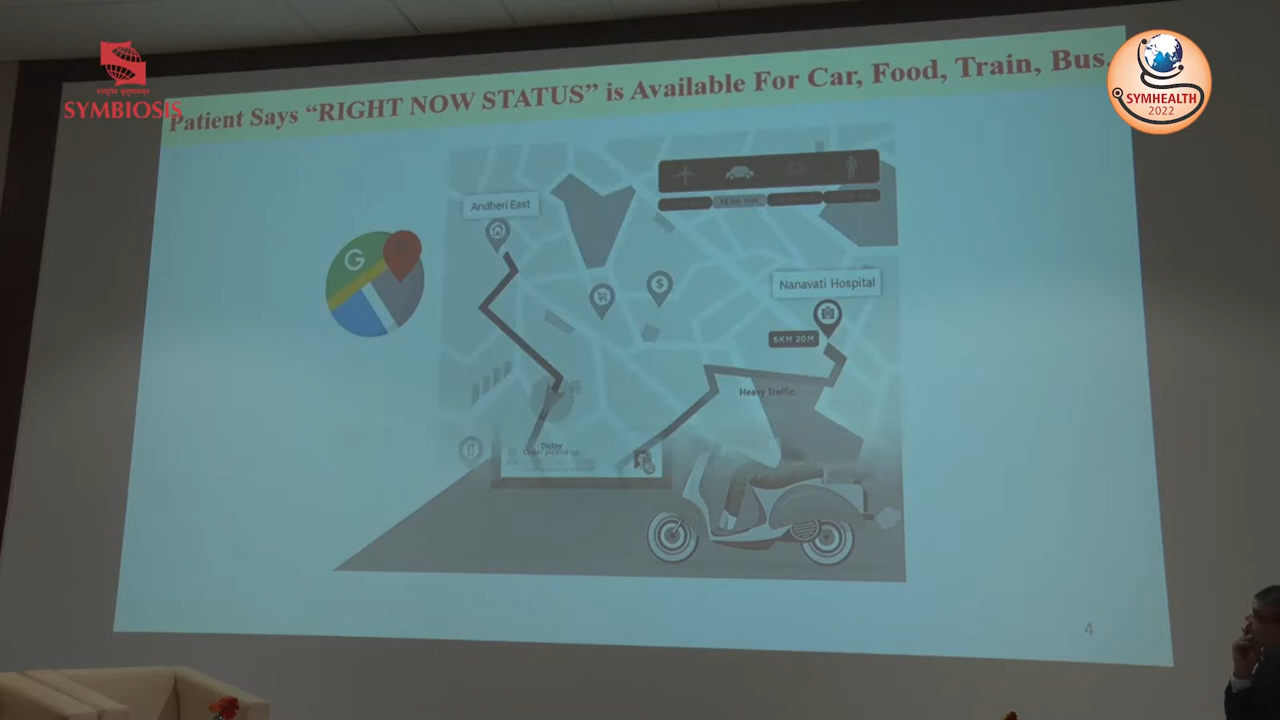 SYMBIOSIS
SYMHEALTH
2022
Patient Says “RIGHT NOW STATUS” is Available For Car, Food, Train, Bus,
Andheri East
G
$
Nanavati Hospital
6KM 20M
Heavy Traffic
Delay
4